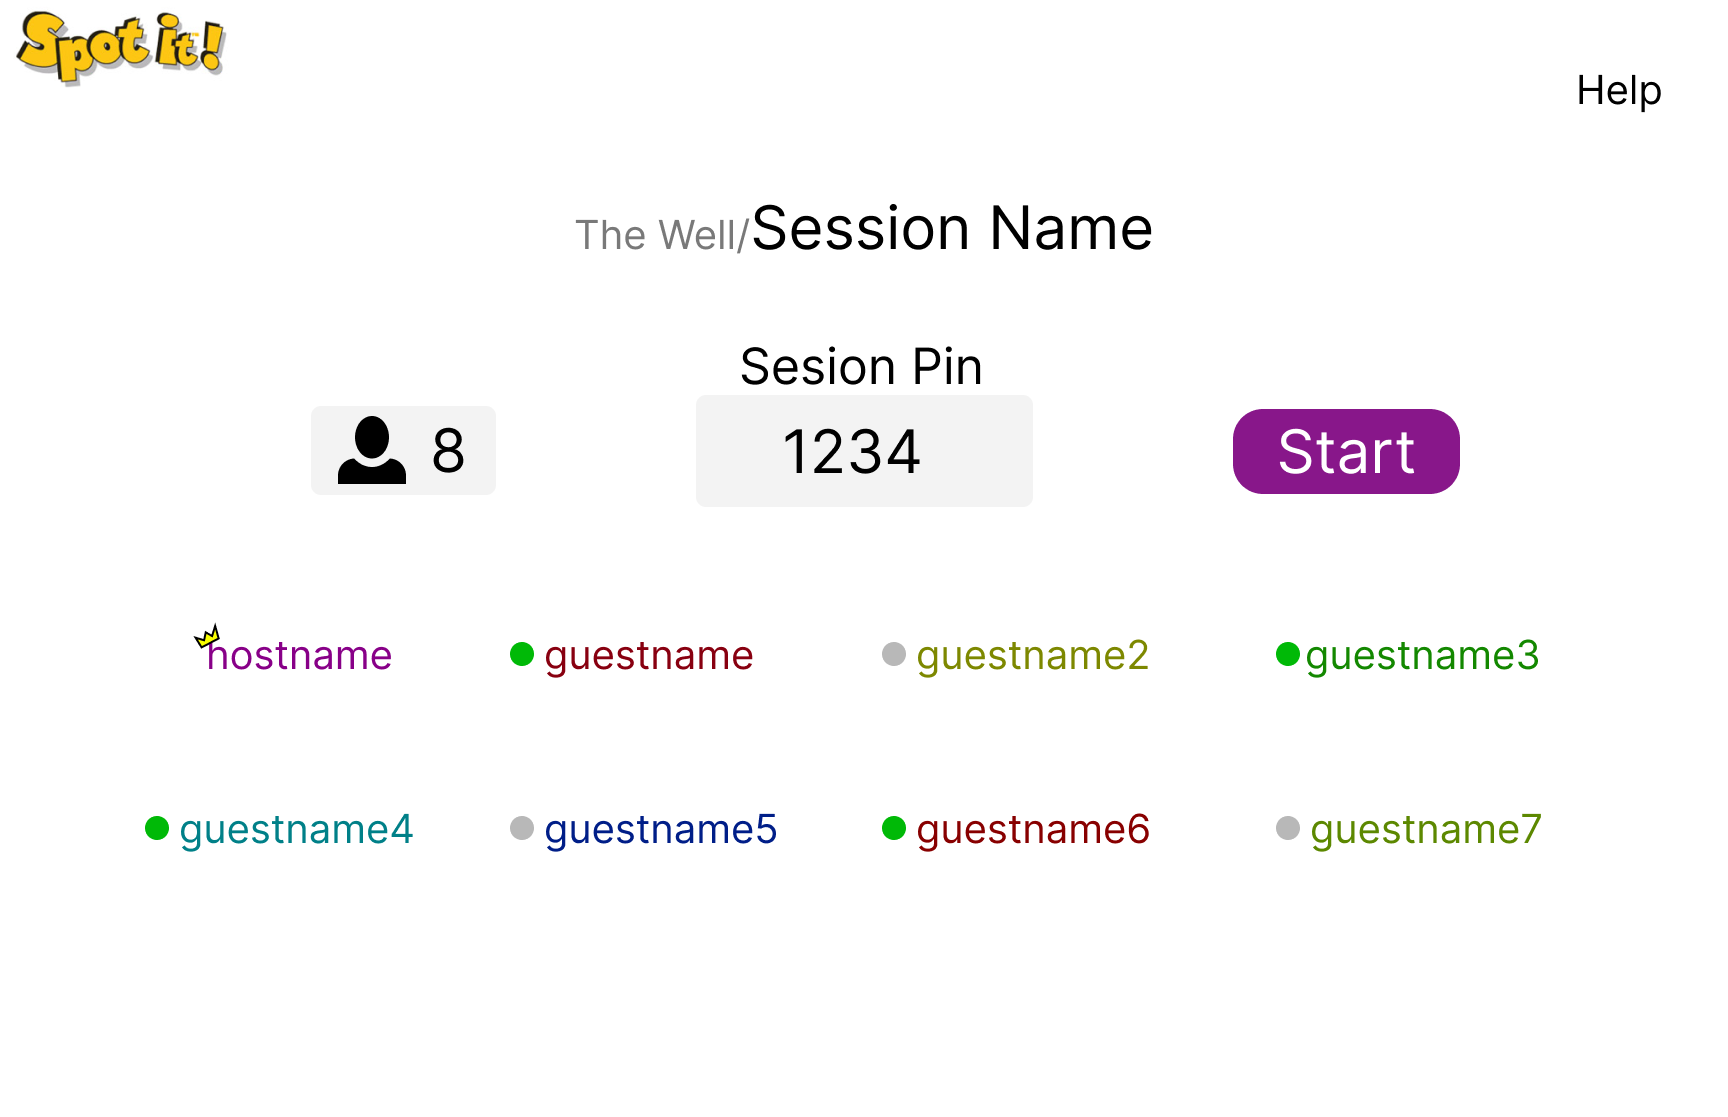 Spot it!
Help
The Well/Session Name
Sesion Pin
8
1234
Start
hostname
guestname
guestname2
guestname3
guestname4
guestname5
guestname6
guestname7